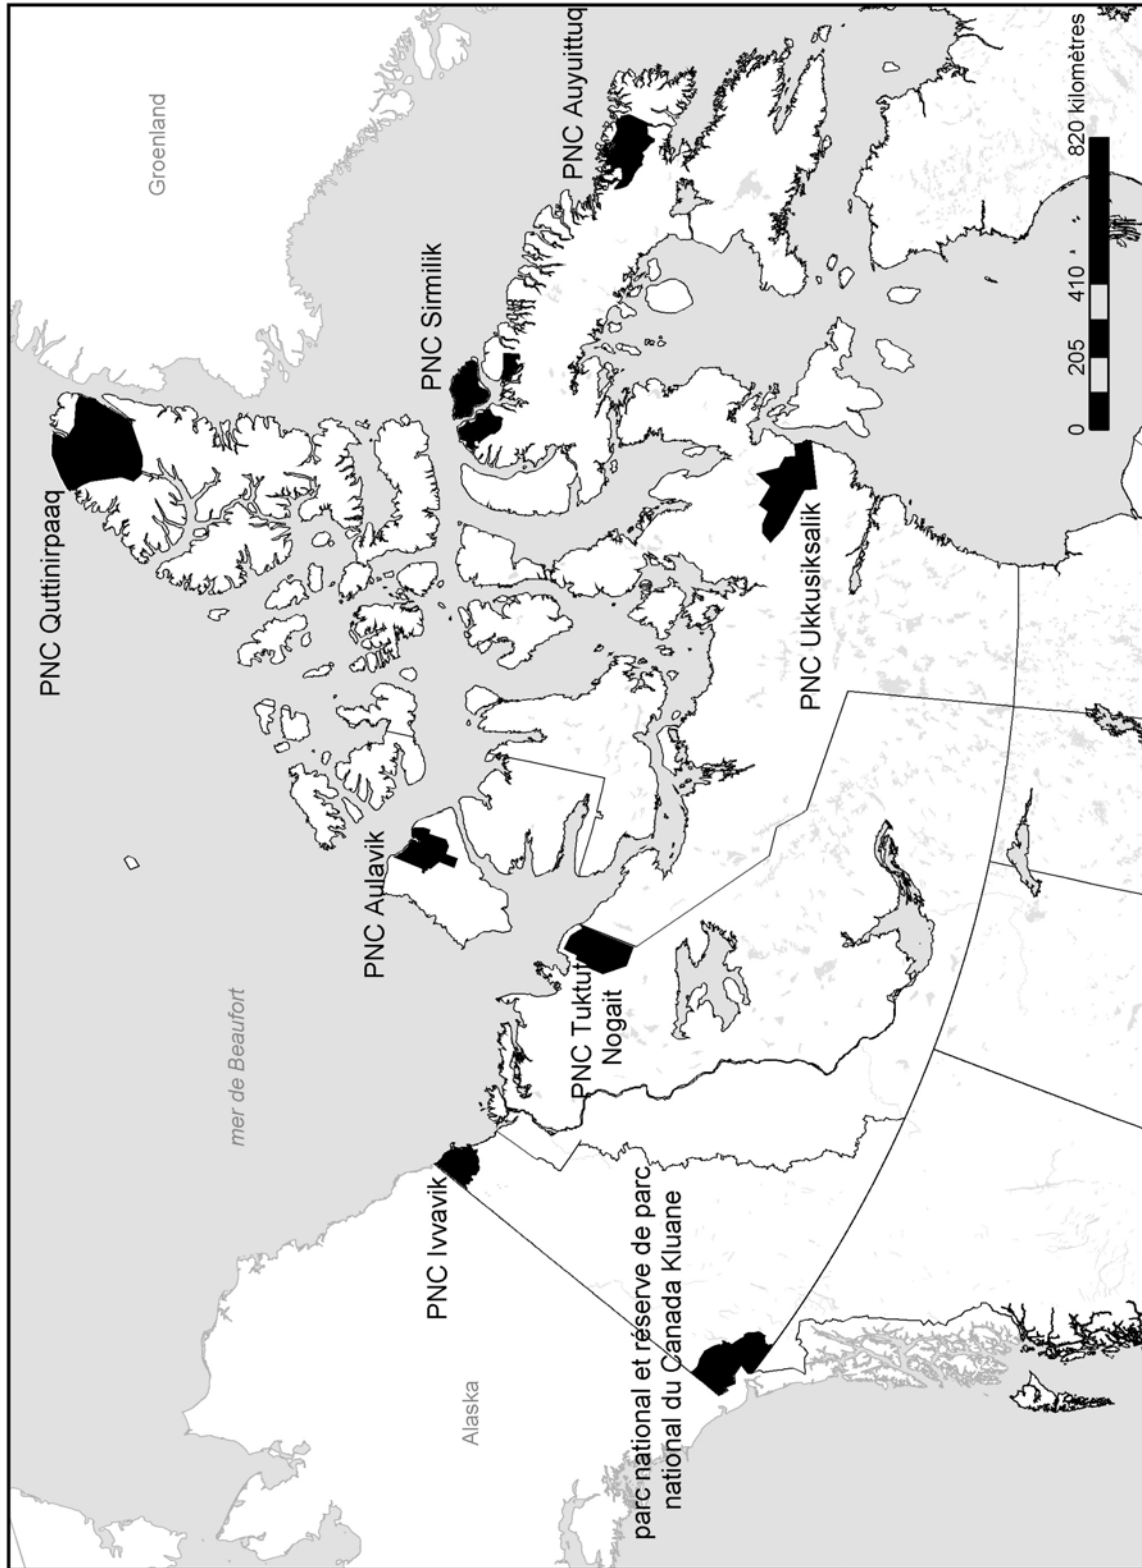 Groenland
PNC Quttinirpaaq
PNC Sirmilik
PNC Auyuittuq
mer de Beaufort
PNC Aulavik
PNC Ivvavik
PNC Tuktut
Nogait
PNC Ukkusiksalik
Alaska
parc national et réserve de parc
national du Canada Kluane
0 205 410 820 kilomètres